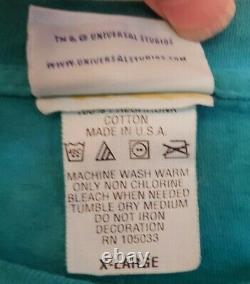 TM & © UNIVERSAL STUDIOS
WWW.UNIVERSALSTUDIOS.COM
100%
COTTON
MADE IN U.S.A.
MACHINE WASH WARM
ONLY NON CHLORINE
BLEACH WHEN NEEDED
TUMBLE DRY MEDIUM
DO NOT IRON
DECORATION
RN 105033
X-LARGE